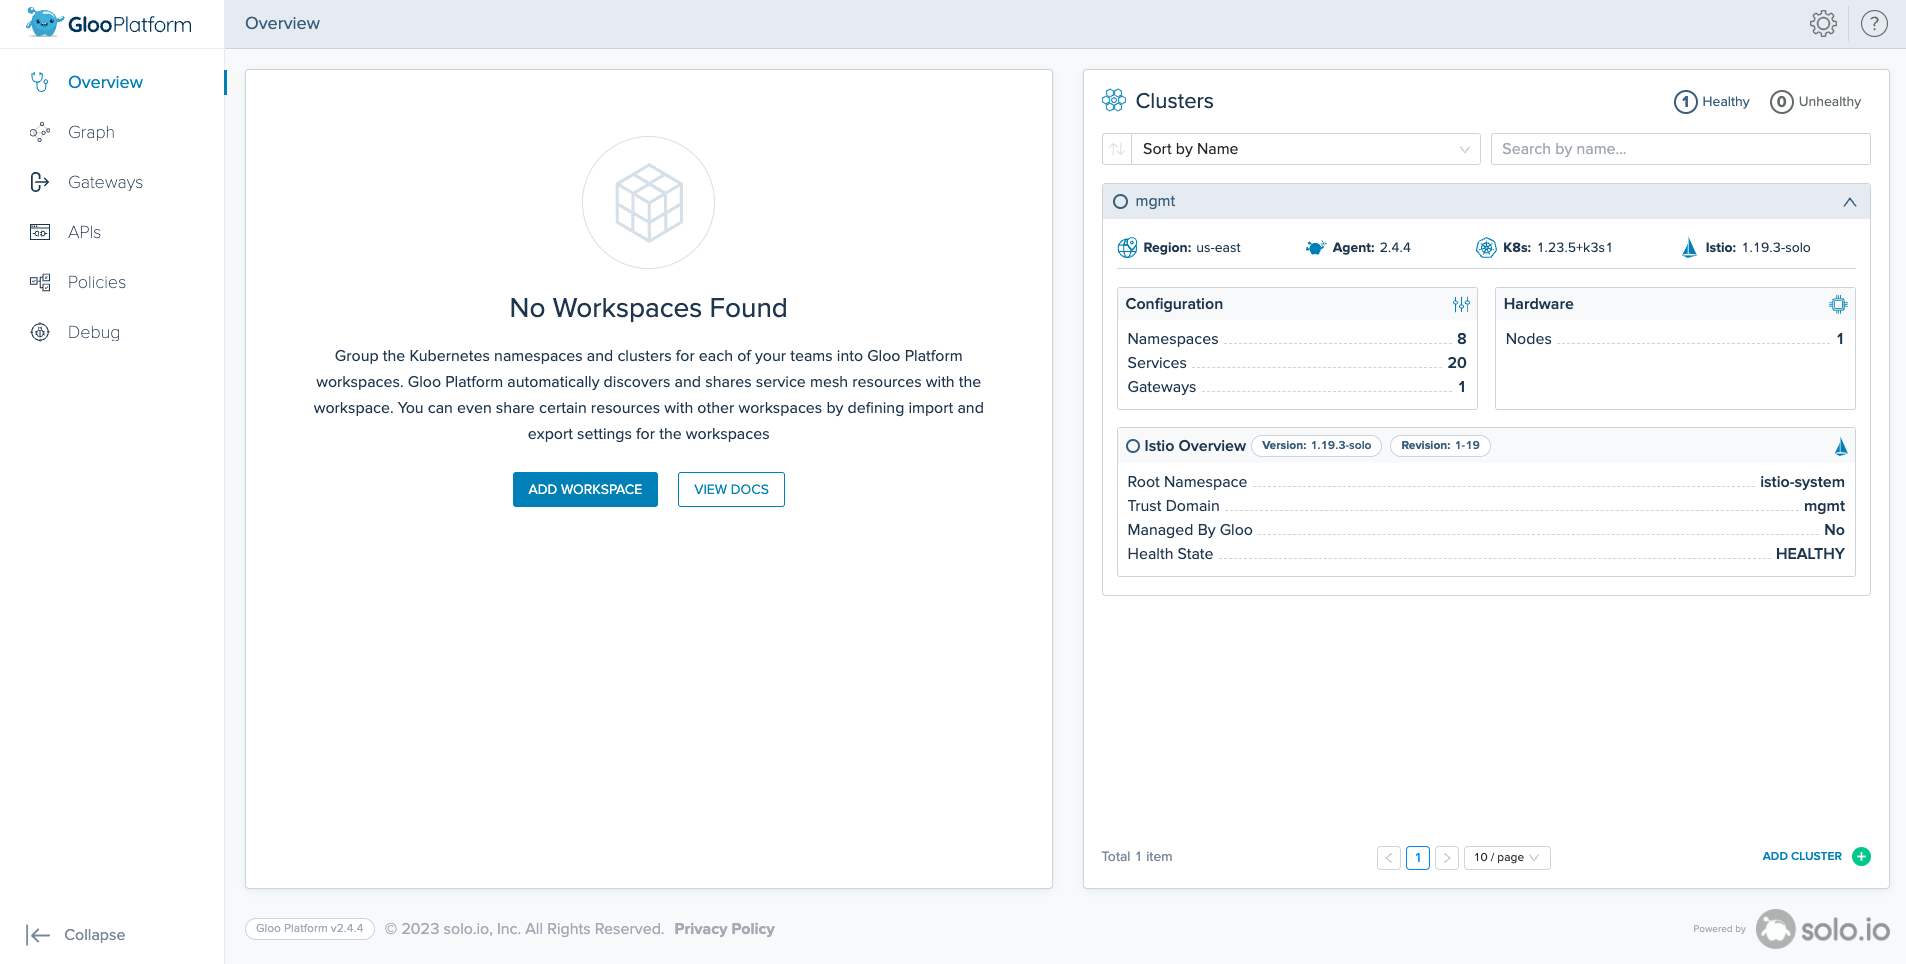 GlooPlatform
Overview
?
Overview
Graph
Gateways
APIs
Policies
Debug
Collapse
No Workspaces Found
Group the Kubernetes namespaces and clusters for each of your teams into Gloo Platform
workspaces. Gloo Platform automatically discovers and shares service mesh resources with the
workspace. You can even share certain resources with other workspaces by defining import and
export settings for the workspaces
ADD WORKSPACE
VIEW DOCS
Clusters
1 Healthy
0 Unhealthy
Sort by Name
Search by name...
mgmt
Region: us-east
Agent: 2.4.4
K8s: 1.23.5+k3s1
Istio: 1.19.3-solo
Configuration
Namespaces 8
Services 20
Gateways 1
Hardware
Nodes 1
Istio Overview Version: 1.19.3-solo Revision: 1-19
Root Namespace istio-system
Trust Domain mgmt
Managed By Gloo No
Health State HEALTHY
Total 1 item
< 1 > 10 / page
ADD CLUSTER +
Gloo Platform v2.4.4 © 2023 solo.io, Inc. All Rights Reserved. Privacy Policy
Powered by solo.io